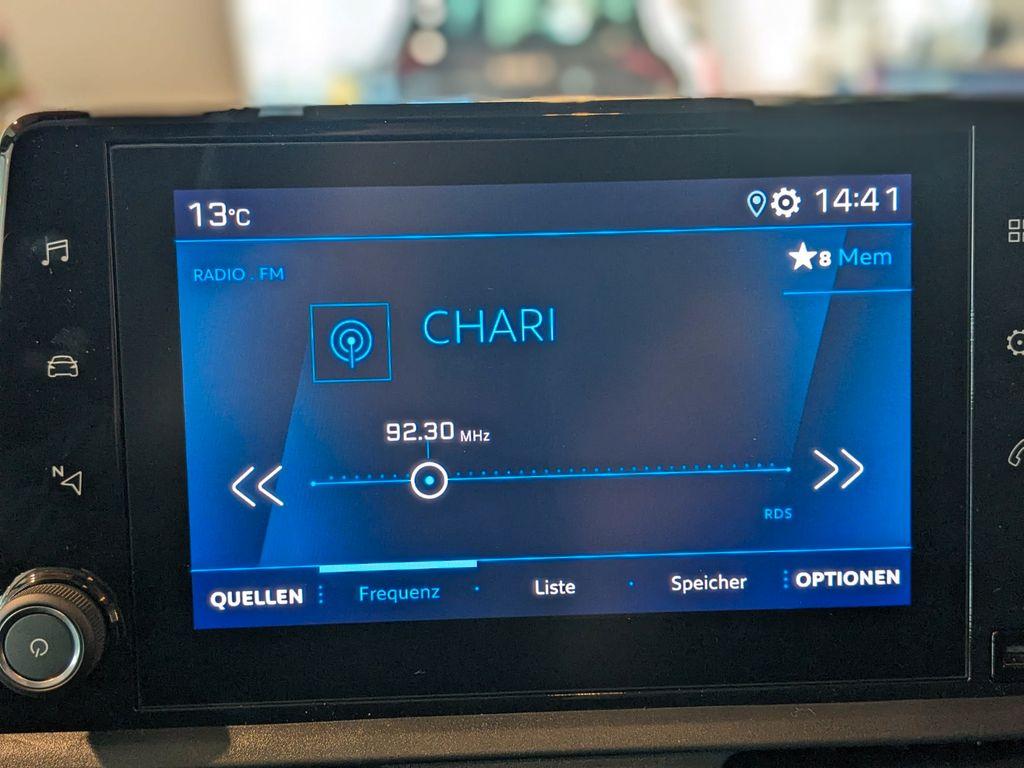 13°C 14:41
RADIO . FM 8 Mem
CHARI
92.30 MHz
N
RDS
QUELLEN Frequenz Liste Speicher OPTIONEN